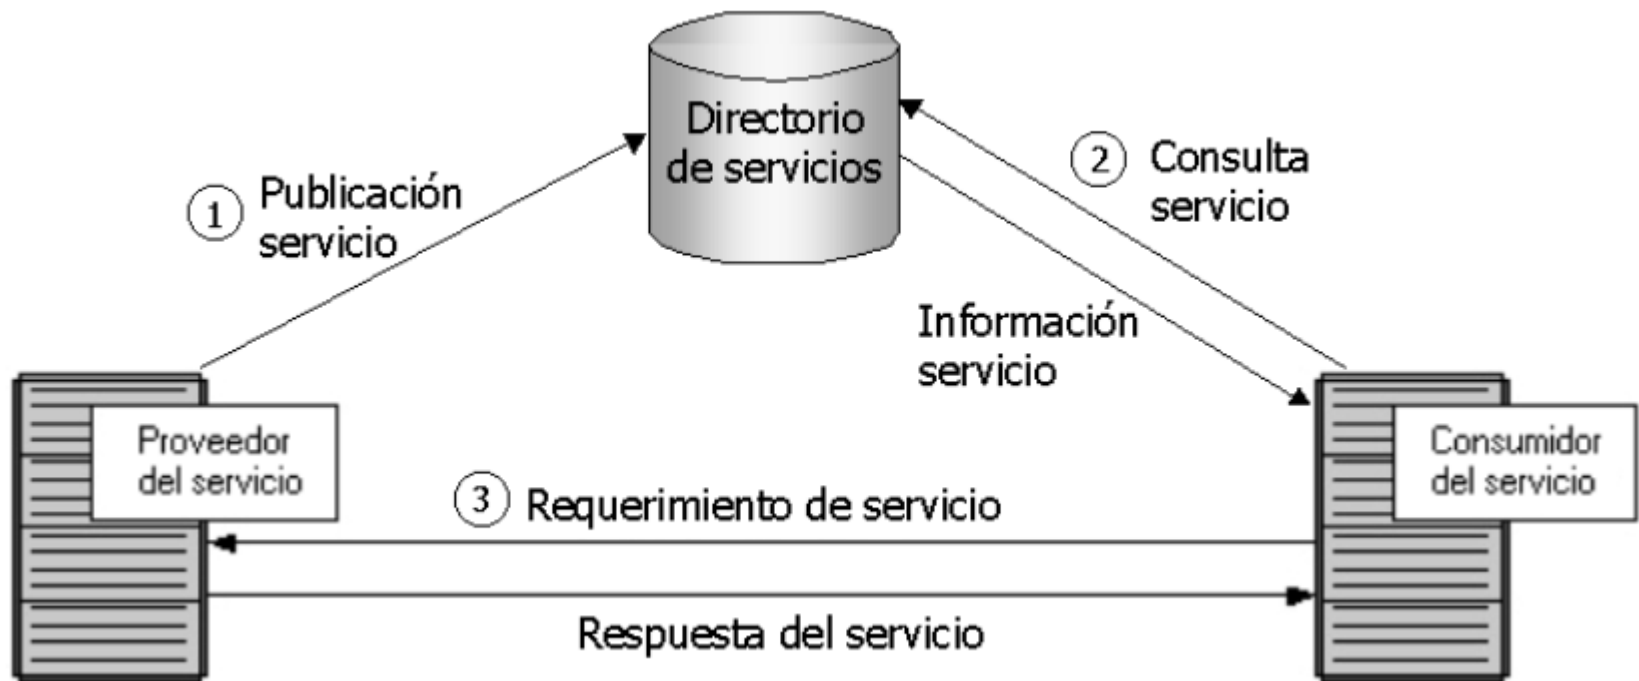 Directorio
de servicios
1
Publicación
servicio
2
Consulta
servicio
Información
servicio
Proveedor
del servicio
Consumidor
del servicio
3
Requerimiento de servicio
Respuesta del servicio